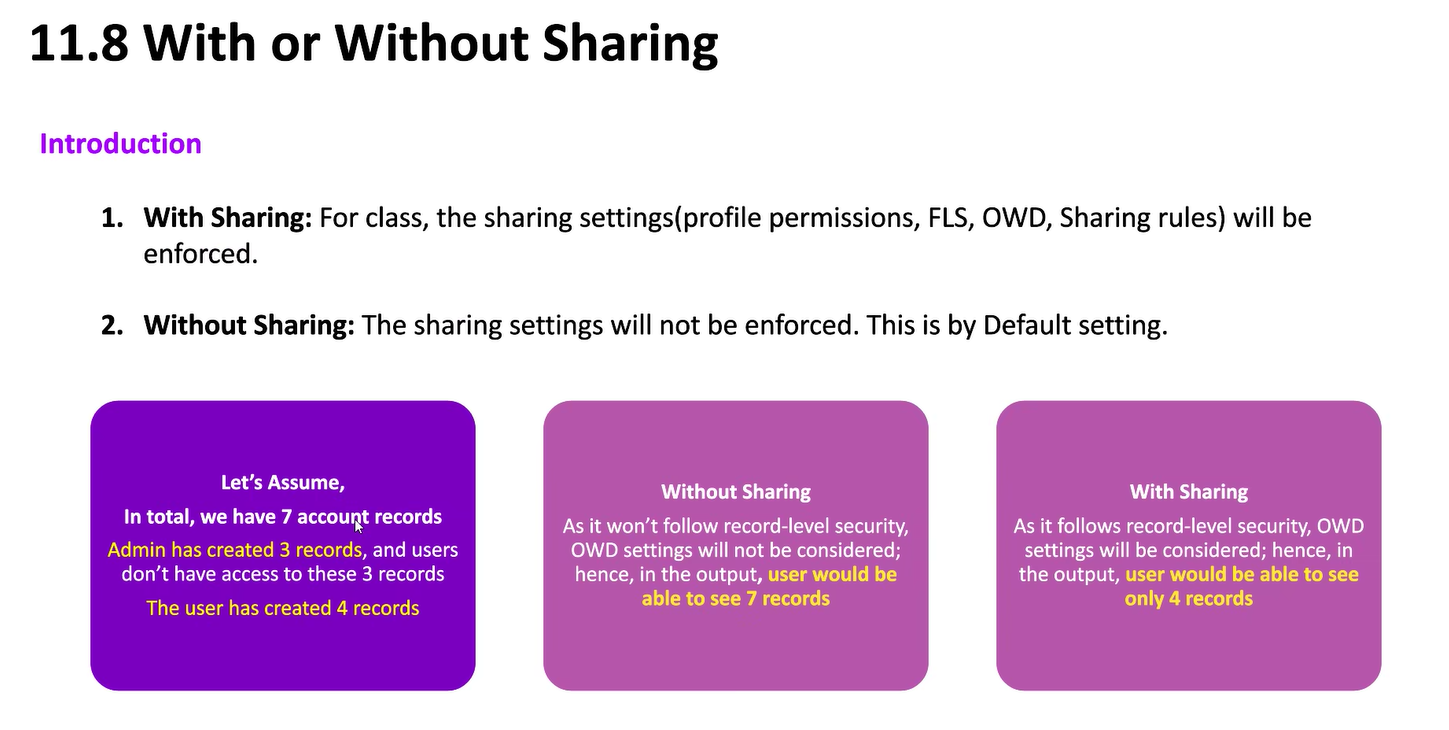 11.8 With or Without Sharing
Introduction
1. With Sharing: For class, the sharing settings(profile permissions, FLS, OWD, Sharing rules) will be
enforced.
2. Without Sharing: The sharing settings will not be enforced. This is by Default setting.
Let’s Assume,
In total, we have 7 account records
Admin has created 3 records, and users
don’t have access to these 3 records
The user has created 4 records
Without Sharing
As it won’t follow record-level security,
OWD settings will not be considered;
hence, in the output, user would be
able to see 7 records
With Sharing
As it follows record-level security, OWD
settings will be considered; hence, in
the output, user would be able to see
only 4 records